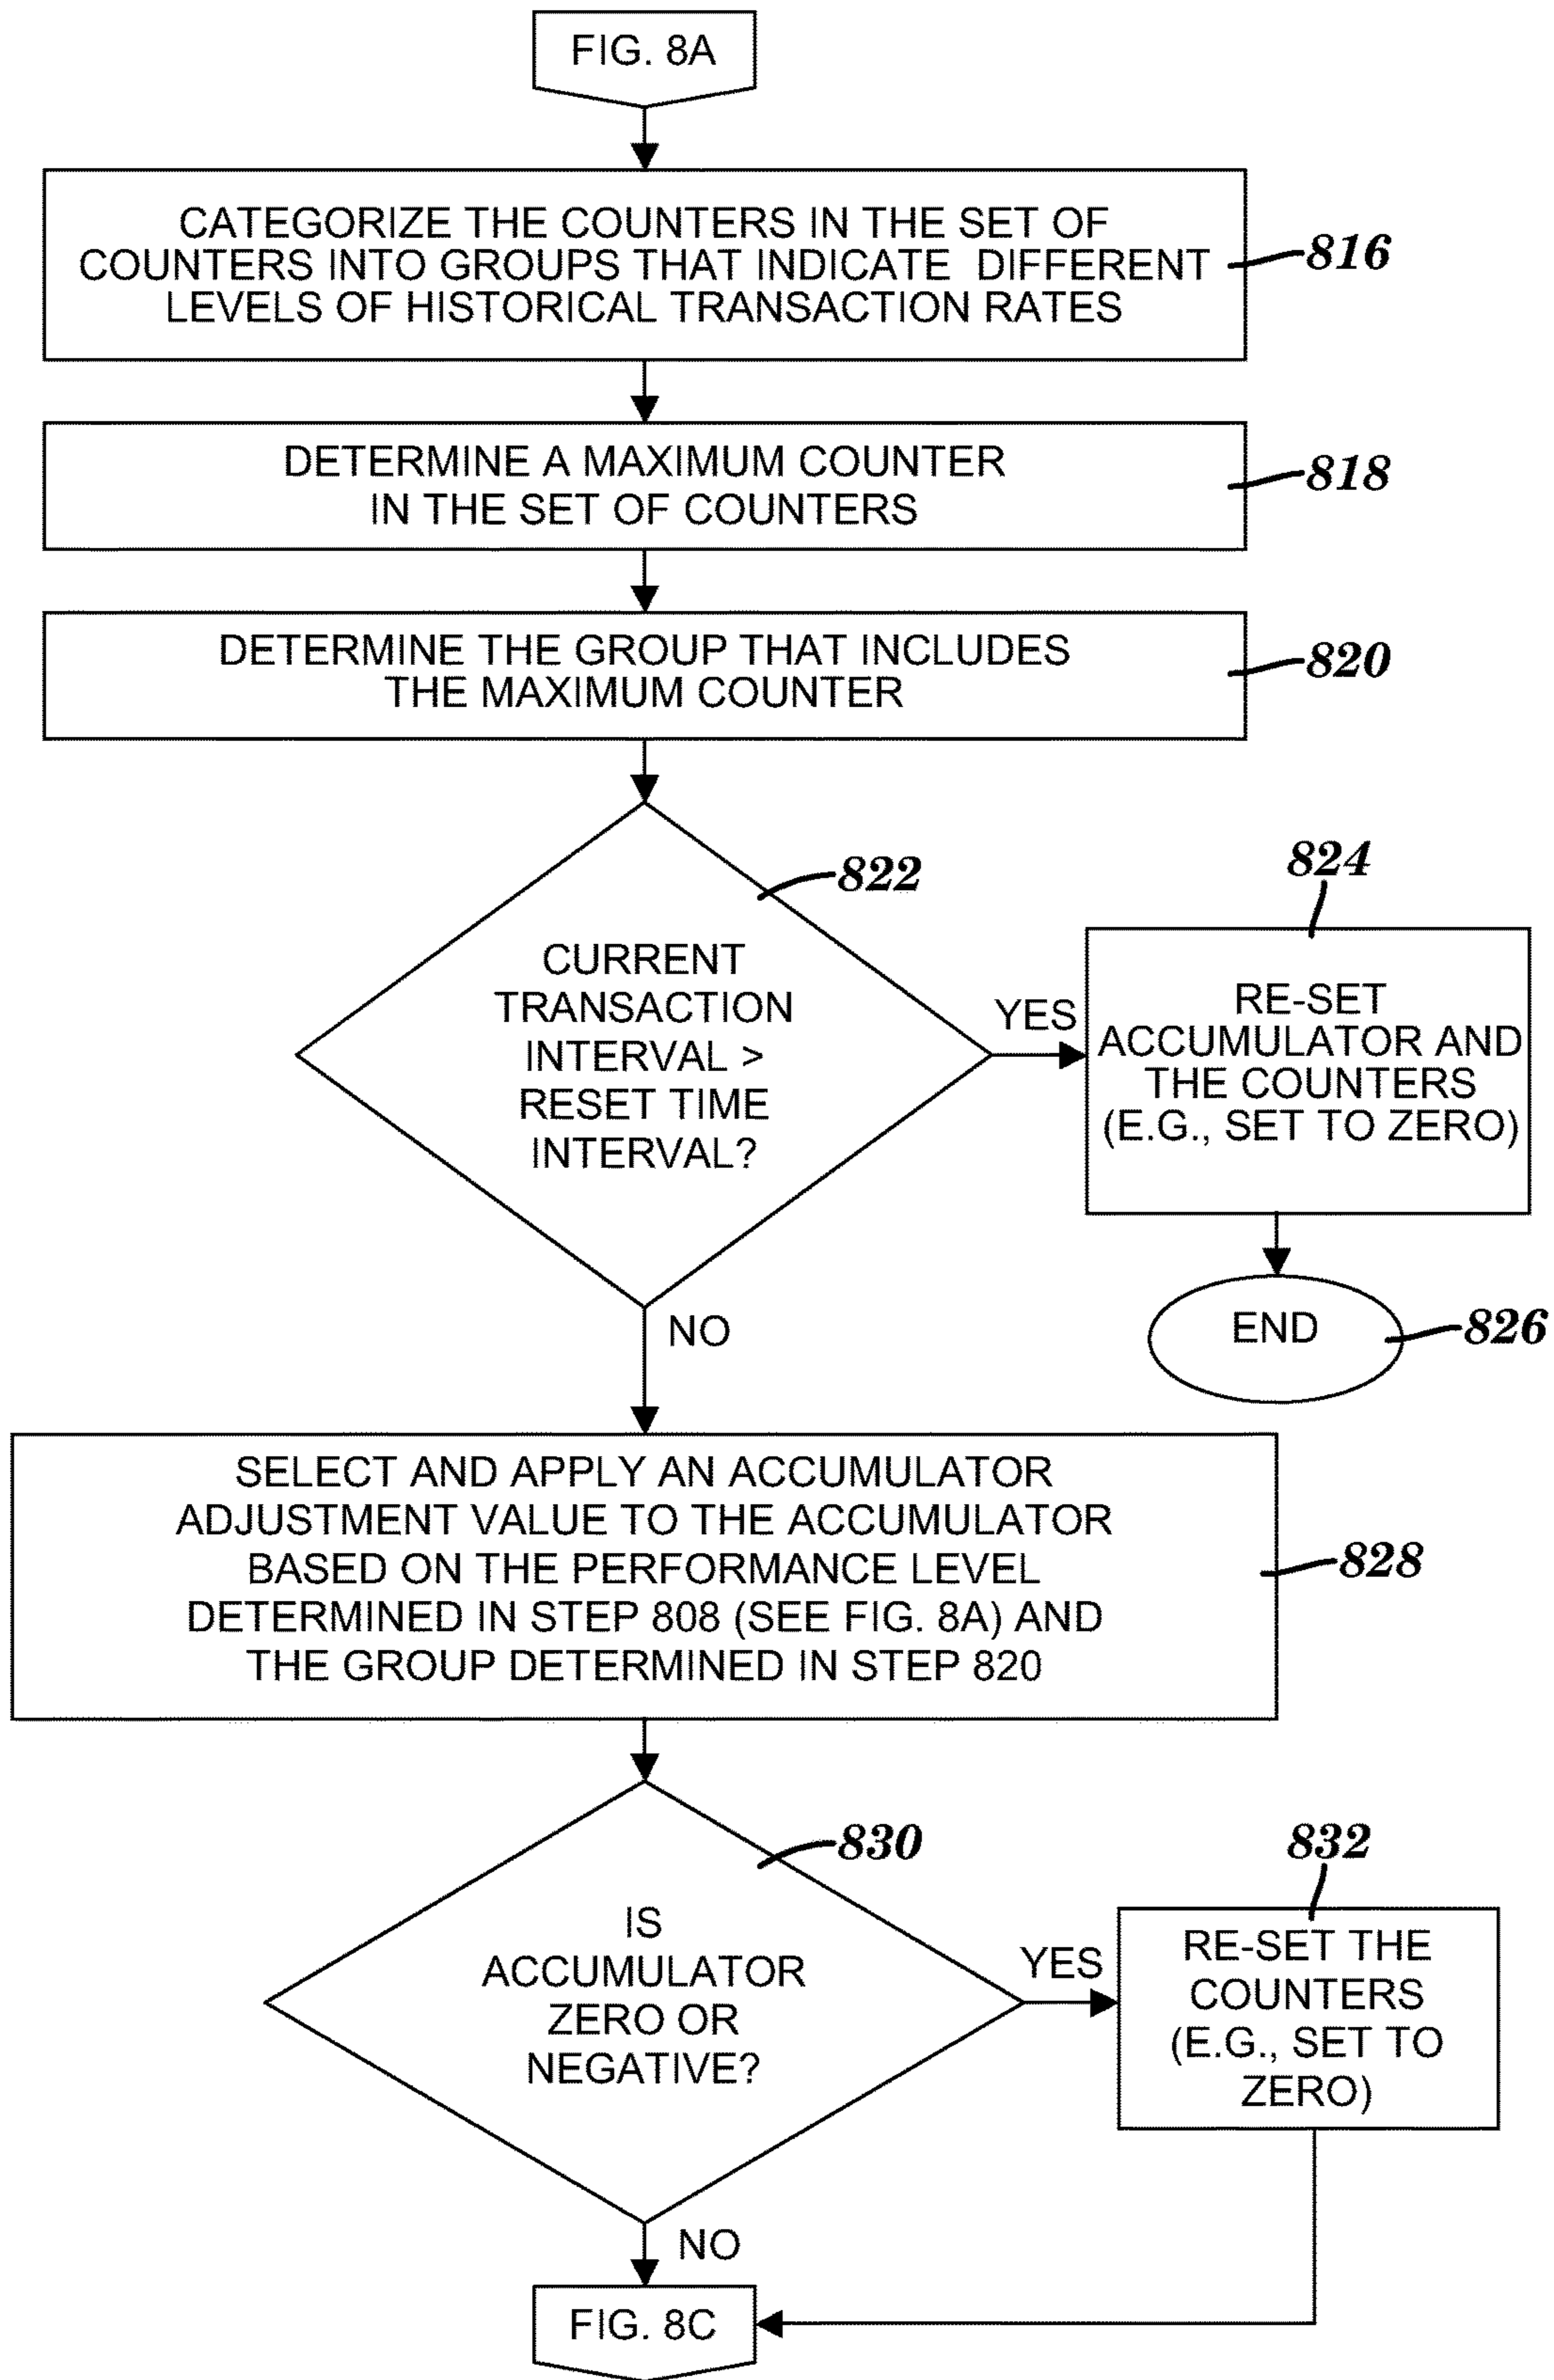 FIG. 8A
CATEGORIZE THE COUNTERS IN THE SET OF
COUNTERS INTO GROUPS THAT INDICATE DIFFERENT
LEVELS OF HISTORICAL TRANSACTION RATES
816
DETERMINE A MAXIMUM COUNTER
IN THE SET OF COUNTERS
818
DETERMINE THE GROUP THAT INCLUDES
THE MAXIMUM COUNTER
820
822
CURRENT
TRANSACTION
INTERVAL >
RESET TIME
INTERVAL?
YES
824
RE-SET
ACCUMULATOR AND
THE COUNTERS
(E.G., SET TO ZERO)
END
826
NO
SELECT AND APPLY AN ACCUMULATOR
ADJUSTMENT VALUE TO THE ACCUMULATOR
BASED ON THE PERFORMANCE LEVEL
DETERMINED IN STEP 808 (SEE FIG. 8A) AND
THE GROUP DETERMINED IN STEP 820
828
830
IS
ACCUMULATOR
ZERO OR
NEGATIVE?
YES
832
RE-SET THE
COUNTERS
(E.G., SET TO
ZERO)
NO
FIG. 8C